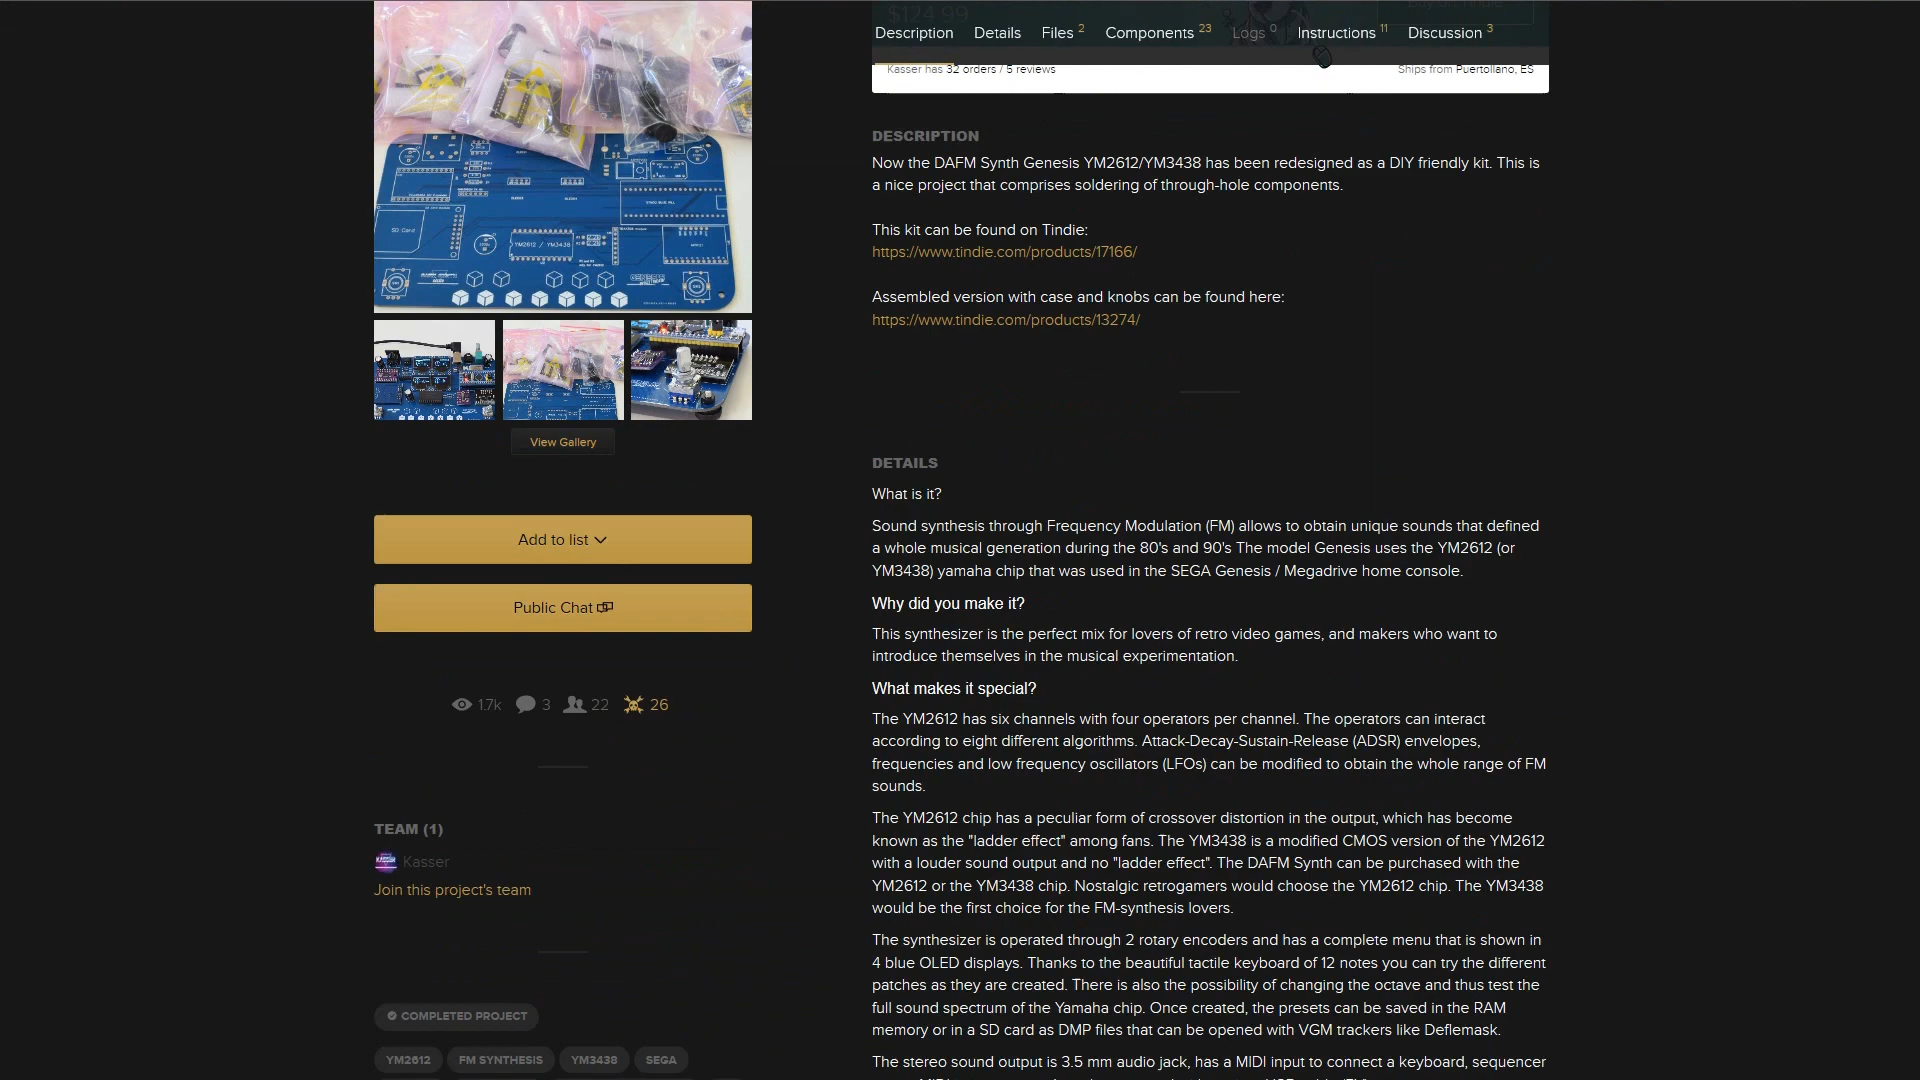 $124.99
Description Details Files 2 Components 23 Logs 0 Instructions 11 Discussion 3
Kasser has 32 orders / 5 reviews
Ships from Puertollano, ES
SD Card
YM2612 / YM3438
View Gallery
Add to list
Public Chat
1.7k 3 22 26
TEAM (1)
Kasser
Join this project's team
COMPLETED PROJECT
YM2612 FM SYNTHESIS YM3438 SEGA
DESCRIPTION
Now the DAFM Synth Genesis YM2612/YM3438 has been redesigned as a DIY friendly kit. This is
a nice project that comprises soldering of through-hole components.
This kit can be found on Tindie:
https://www.tindie.com/products/17166/
Assembled version with case and knobs can be found here:
https://www.tindie.com/products/13274/
DETAILS
What is it?
Sound synthesis through Frequency Modulation (FM) allows to obtain unique sounds that defined
a whole musical generation during the 80's and 90's The model Genesis uses the YM2612 (or
YM3438) yamaha chip that was used in the SEGA Genesis / Megadrive home console.
Why did you make it?
This synthesizer is the perfect mix for lovers of retro video games, and makers who want to
introduce themselves in the musical experimentation.
What makes it special?
The YM2612 has six channels with four operators per channel. The operators can interact
according to eight different algorithms. Attack-Decay-Sustain-Release (ADSR) envelopes,
frequencies and low frequency oscillators (LFOs) can be modified to obtain the whole range of FM
sounds.
The YM2612 chip has a peculiar form of crossover distortion in the output, which has become
known as the "ladder effect" among fans. The YM3438 is a modified CMOS version of the YM2612
with a louder sound output and no "ladder effect". The DAFM Synth can be purchased with the
YM2612 or the YM3438 chip. Nostalgic retrogamers would choose the YM2612 chip. The YM3438
would be the first choice for the FM-synthesis lovers.
The synthesizer is operated through 2 rotary encoders and has a complete menu that is shown in
4 blue OLED displays. Thanks to the beautiful tactile keyboard of 12 notes you can try the different
patches as they are created. There is also the possibility of changing the octave and thus test the
full sound spectrum of the Yamaha chip. Once created, the presets can be saved in the RAM
memory or in a SD card as DMP files that can be opened with VGM trackers like Deflemask.
The stereo sound output is 3.5 mm audio jack, has a MIDI input to connect a keyboard, sequencer